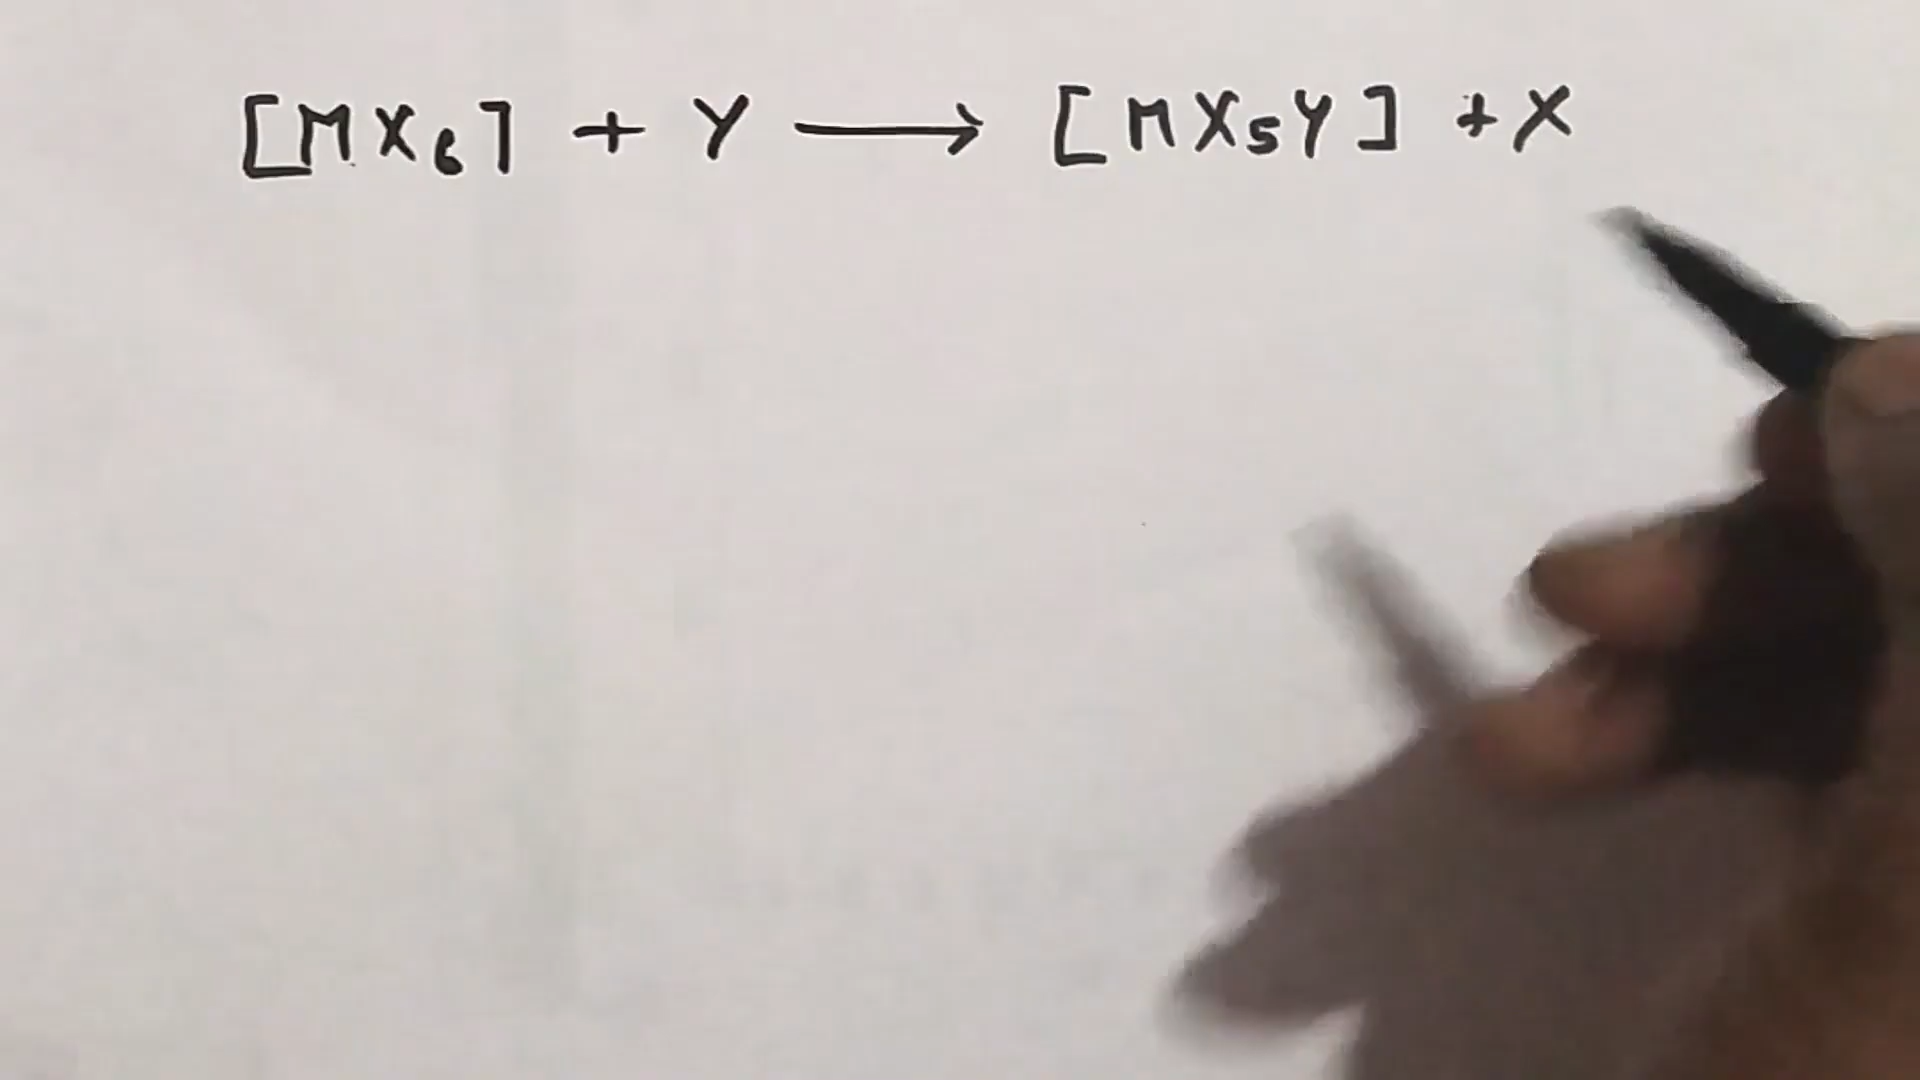 [MX₆] + Y ⟶ [MX₅Y] + X